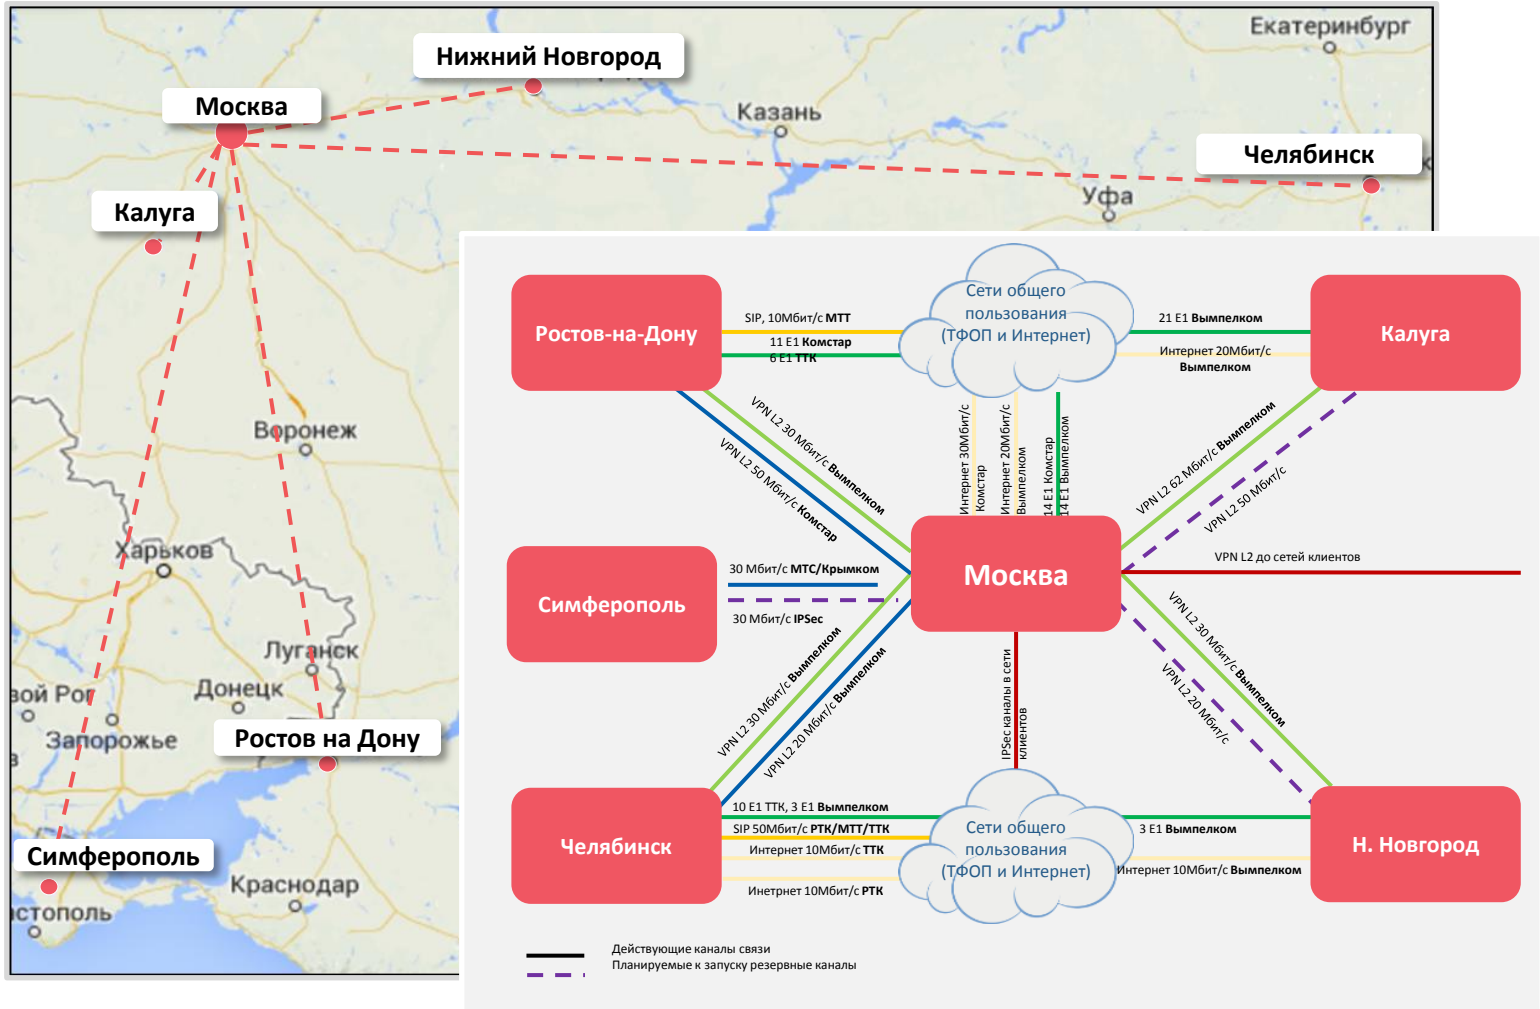 Екатеринбург
Нижний Новгород
Москва
Казань
Челябинск
Уфа
Калуга
Воронеж
Харьков
Луганск
вой Рог
Донецк
Запорожье
Ростов на Дону
Симферополь
Краснодар
астополь
Ростов-на-Дону
SIP, 10Мбит/с МТТ
11 E1 Комстар
6 E1 ТТК
Сети общего
пользования
(ТФОП и Интернет)
21 E1 Вымпелком
Интернет 20Мбит/с
Вымпелком
Калуга
VPN L2 30 Мбит/с Вымпелком
VPN L2 50 Мбит/с Комстар
Интернет 30Мбит/с
Комстар
Интернет 20Мбит/с
Вымпелком
14 E1 Комстар
14 E1 Вымпелком
VPN L2 62 Мбит/с Вымпелком
VPN L2 50 Мбит/с
Симферополь
30 Мбит/с МТС/Крымком
30 Мбит/с IPSec
Москва
VPN L2 до сетей клиентов
VPN L2 30 Мбит/с Вымпелком
VPN L2 20 Мбит/с Вымпелком
IPSec каналы в сети
клиентов
VPN L2 30 Мбит/с Вымпелком
VPN L2 20 Мбит/с
Челябинск
10 E1 ТТК, 3 E1 Вымпелком
SIP 50Мбит/с РТК/МТТ/ТТК
Интернет 10Мбит/с ТТК
Инетрнет 10Мбит/с РТК
Сети общего
пользования
(ТФОП и Интернет)
3 E1 Вымпелком
Интернет 10Мбит/с Вымпелком
Н. Новгород
Действующие каналы связи
Планируемые к запуску резервные каналы